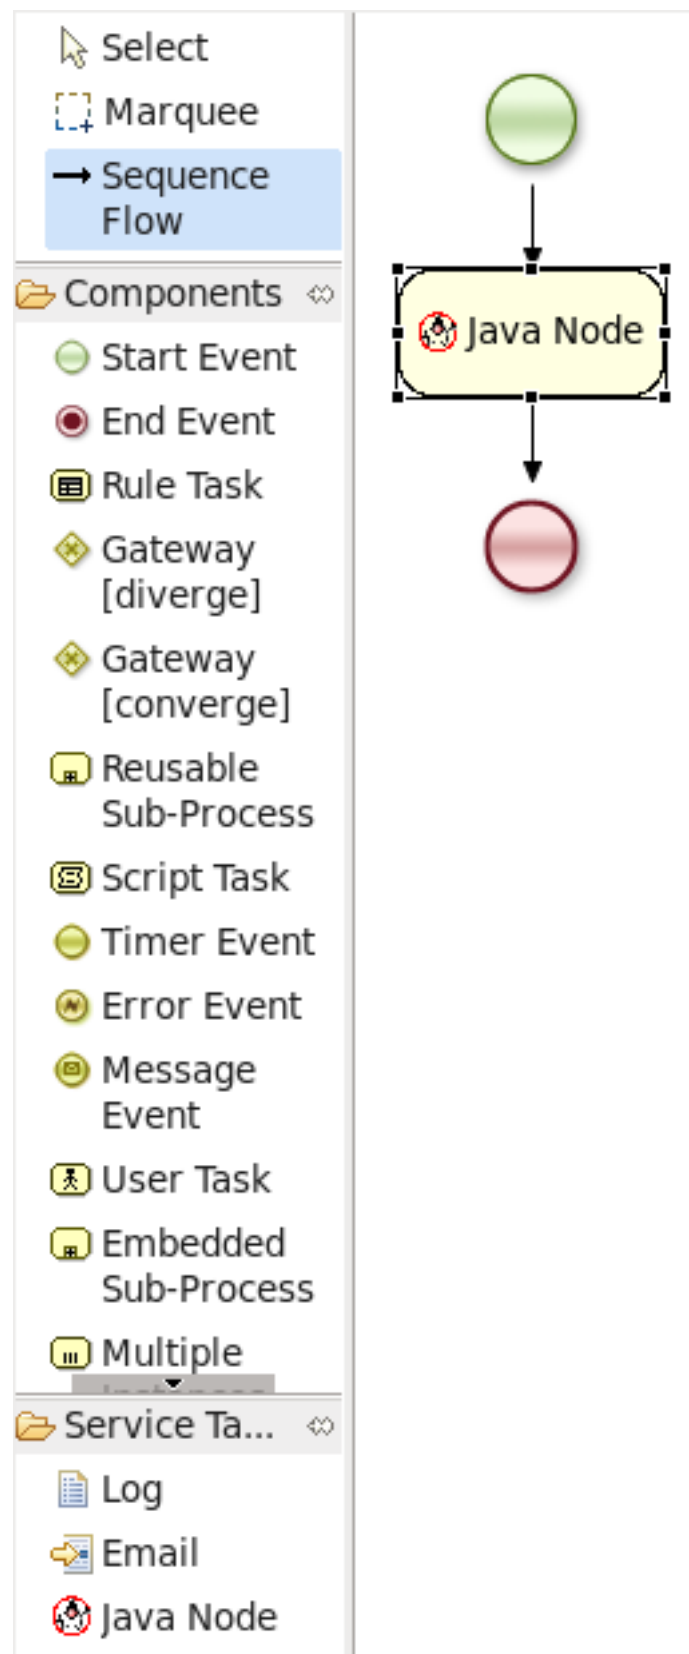 Select
Marquee
Sequence
Flow
Components
Start Event
End Event
Rule Task
Gateway
[diverge]
Gateway
[converge]
Reusable
Sub-Process
Script Task
Timer Event
Error Event
Message
Event
User Task
Embedded
Sub-Process
Multiple
Service Ta...
Log
Email
Java Node
Java Node